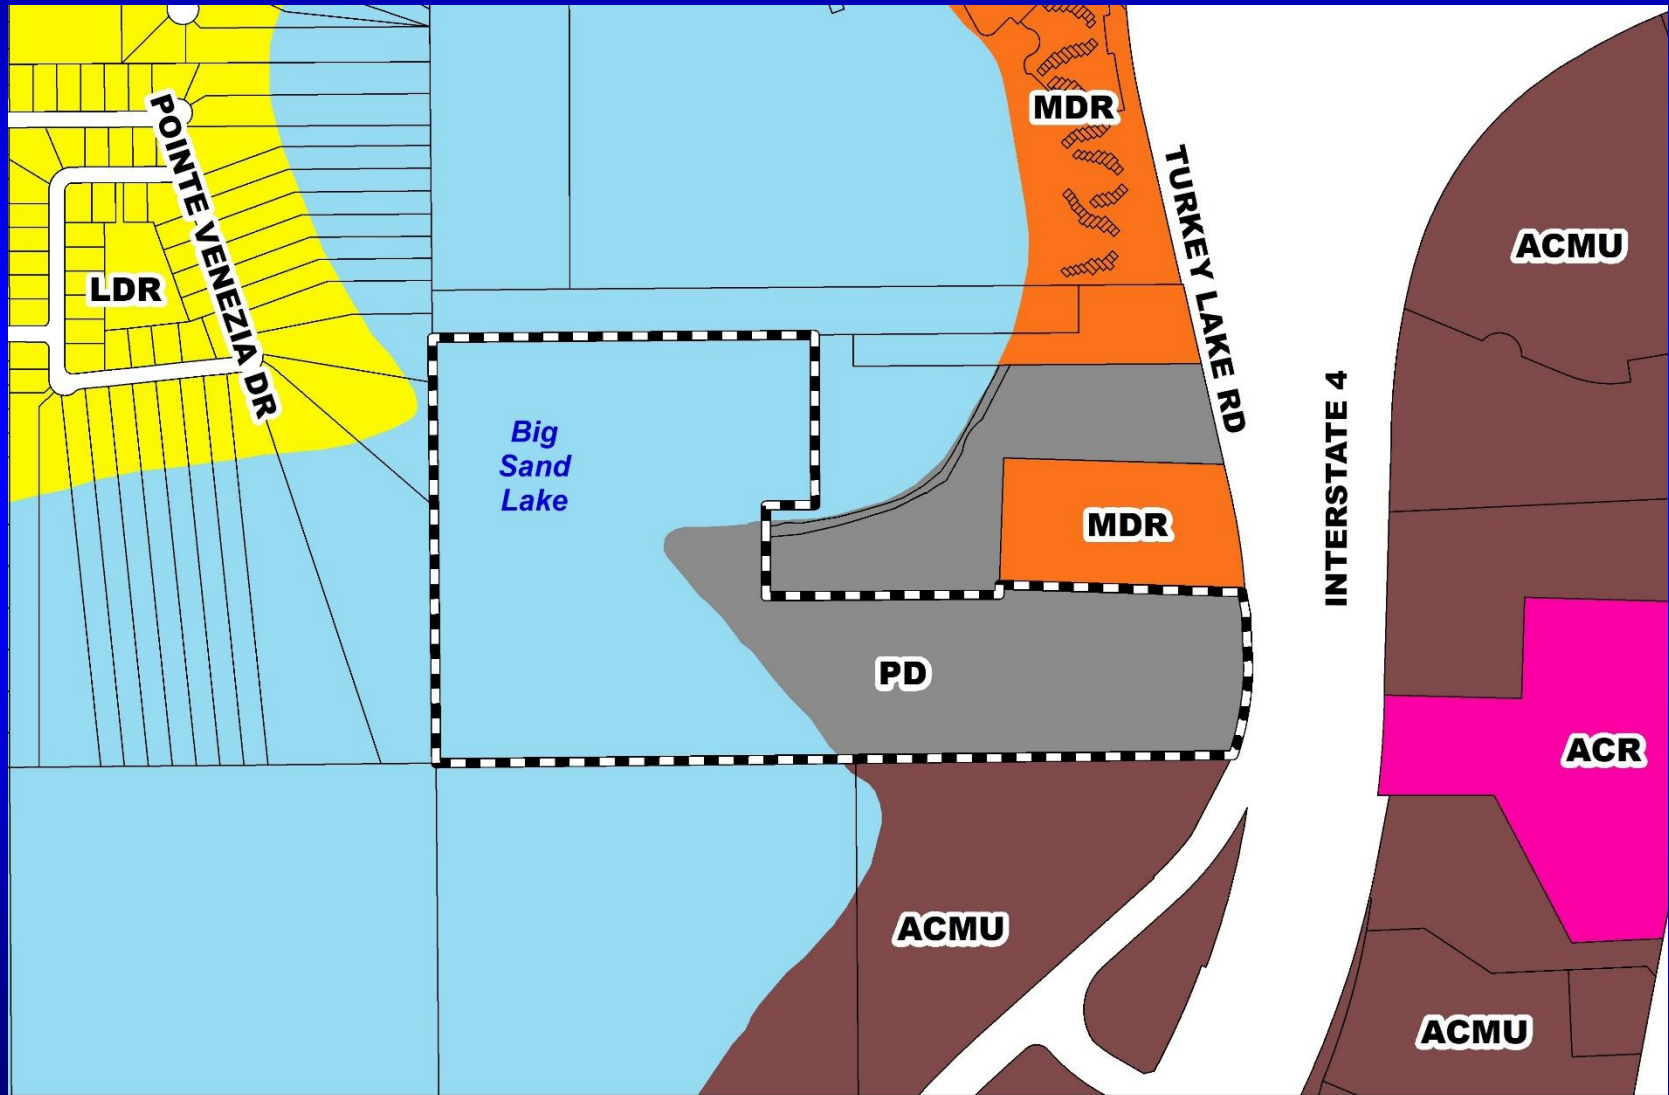 MDR
POINTE VENEZIA DR
TURKEY LAKE RD
ACMU
LDR
INTERSTATE 4
Big
Sand
Lake
MDR
PD
ACR
ACMU
ACMU